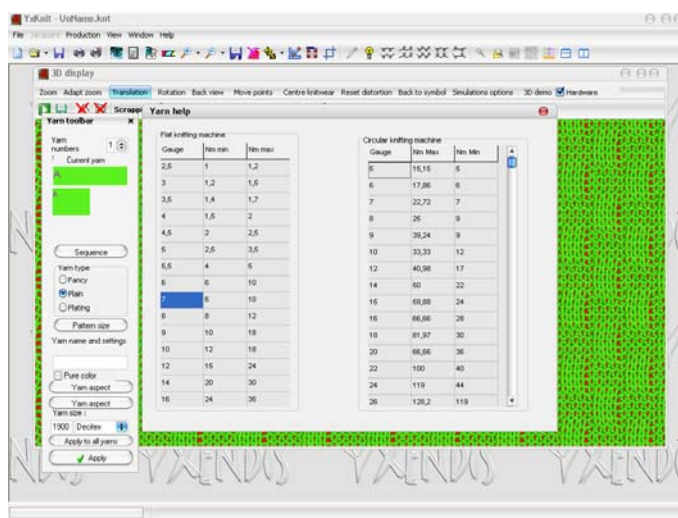 YxKnit - UnName.knt
File Jacquard Production View Window Help
3D display
Zoom Adapt zoom Translation Rotation Back view Move points Centre knitwear Reset distortion Back to symbol Simulations options 3D demo Hardware
Scrappi
Yarn toolbar
Yarn numbers 1
Current yarn
A
Sequence
Yarn type
Fancy
Plain
Plating
Pattern size
Yarn name and settings
Pure color
Yarn aspect
Yarn aspect
Yarn size :
1900 Decitex
Apply to all yarns
Apply
Yarn help
Flat knitting machine
Gauge Nm min Nm max
2,5 1 1,2
3 1,2 1,5
3,5 1,4 1,7
4 1,5 2
4,5 2 2,5
5 2,5 3,5
5,5 4 5
6 6 10
7 6 10
8 8 12
9 10 18
10 12 18
12 15 24
14 20 30
16 24 36
Circular knitting machine
Gauge Nm Max Nm Min
5 15,15 5
6 17,86 6
7 22,72 7
8 25 9
9 39,24 9
10 33,33 12
12 40,98 17
14 60 22
15 69,88 24
16 66,66 28
18 81,97 30
20 66,66 36
22 100 40
24 119 44
26 128,2 119
YXENDIS YXENDIS